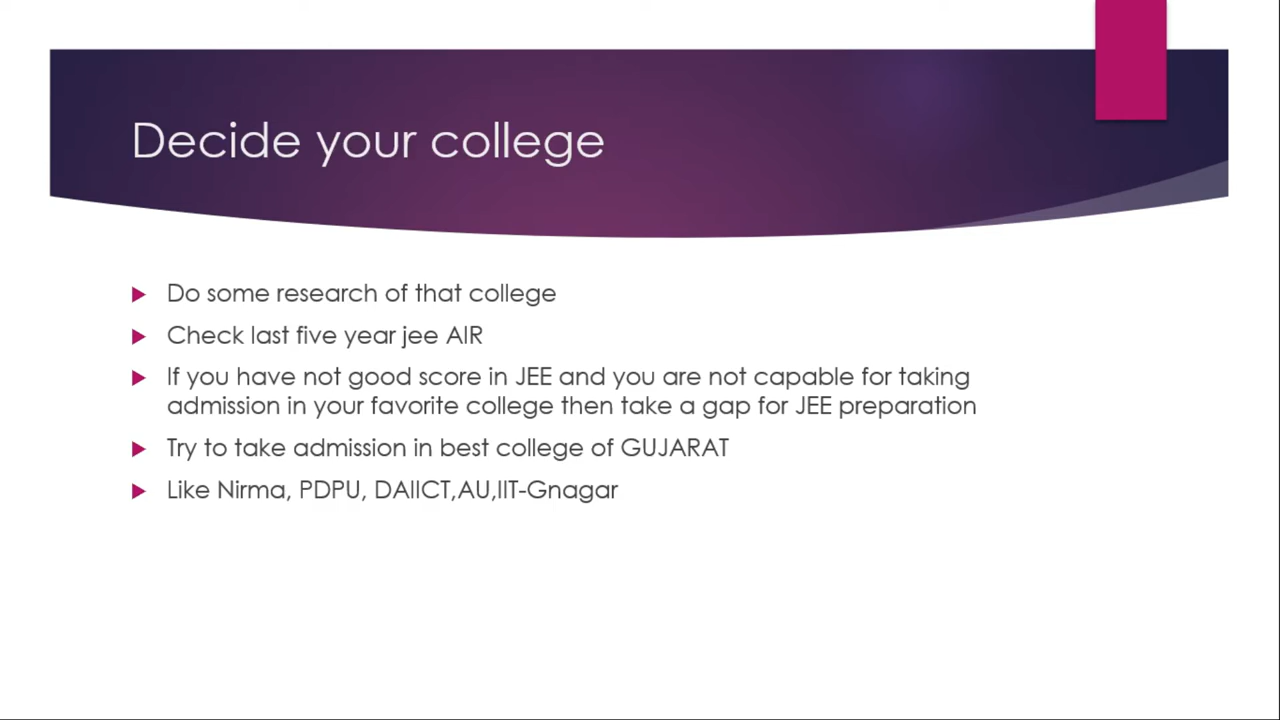 Decide your college
Do some research of that college
Check last five year jee AIR
If you have not good score in JEE and you are not capable for taking
admission in your favorite college then take a gap for JEE preparation
Try to take admission in best college of GUJARAT
Like Nirma, PDPU, DAIICT,AU,IIT-Gnagar